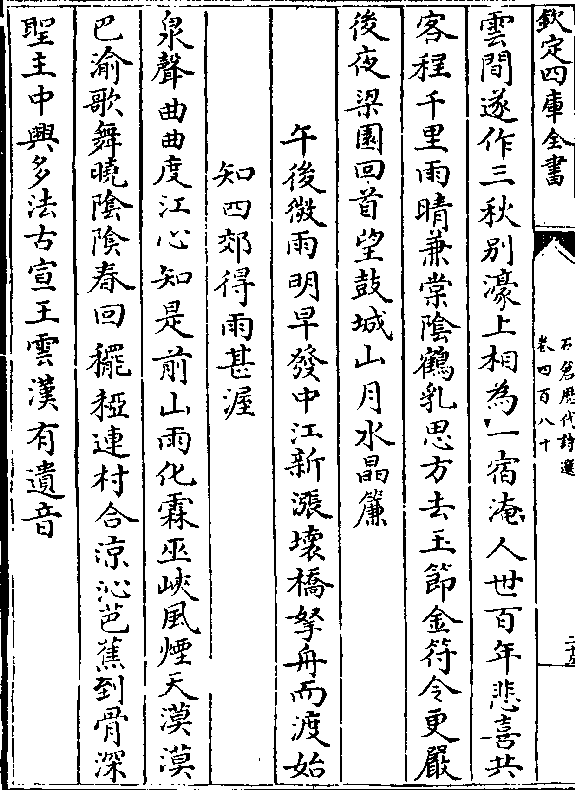 欽定四庫全書
石倉歷代詩選
卷四百八十
雲間遂作三秋别濠上相為一宿淹人世百年悲喜共
客程千里雨晴兼棠陰鶴乳思方去玉節金符令更嚴
後夜梁園回首望鼓城山月水晶簾
午後微雨明早發中江新漲壞橋拏舟而渡始
知四郊得雨甚渥
泉聲曲曲度江心知是前山雨化霖巫峽風煙天漠漠
巴渝歌舞曉陰陰春回䆉稏連村合涼沁芭蕉到骨深
聖主中興多法古宣王雲漢有遺音